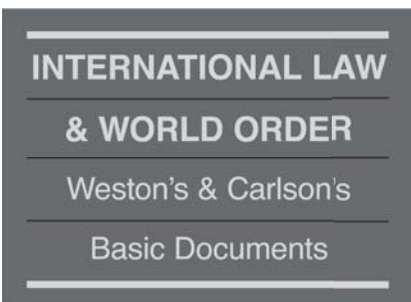 INTERNATIONAL LAW
& WORLD ORDER
Weston's & Carlson's
Basic Documents